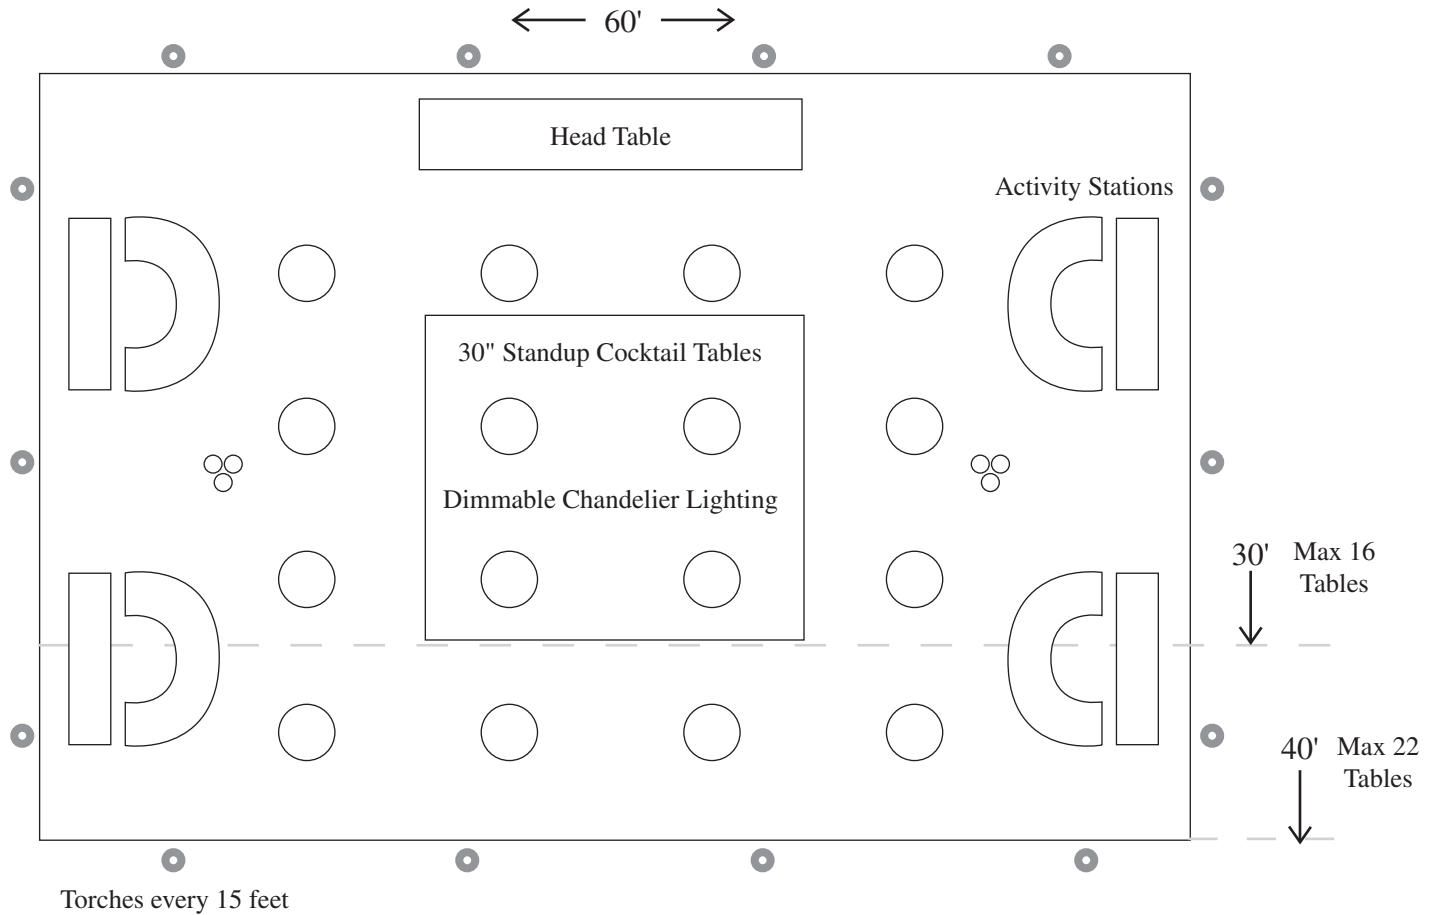 60'
Head Table
Activity Stations
30" Standup Cocktail Tables
Dimmable Chandelier Lighting
30'
Max 16
Tables
40'
Max 22
Tables
Torches every 15 feet